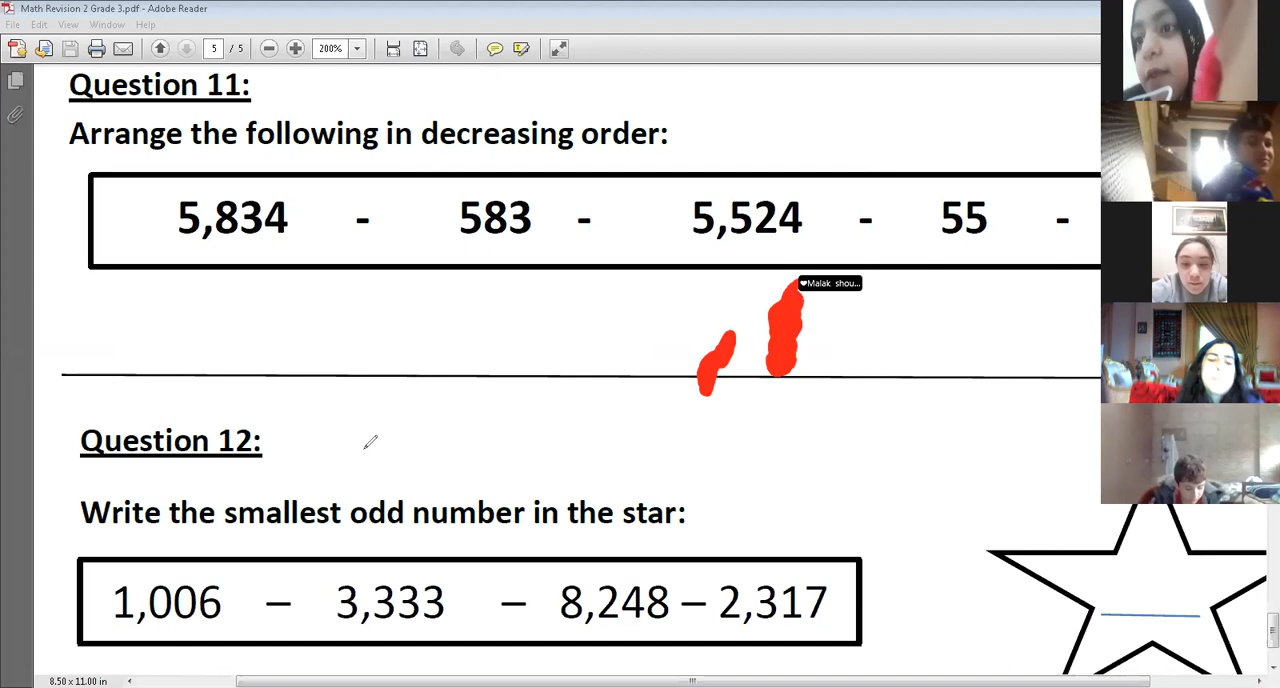 Math Revision 2 Grade 3.pdf - Adobe Reader
File Edit View Window Help
5 / 5 200%
Question 11:
Arrange the following in decreasing order:
5,834 - 583 - 5,524 - 55 -
❤Malak shou...
Question 12:
Write the smallest odd number in the star:
1,006 – 3,333 – 8,248 – 2,317
8.50 x 11.00 in